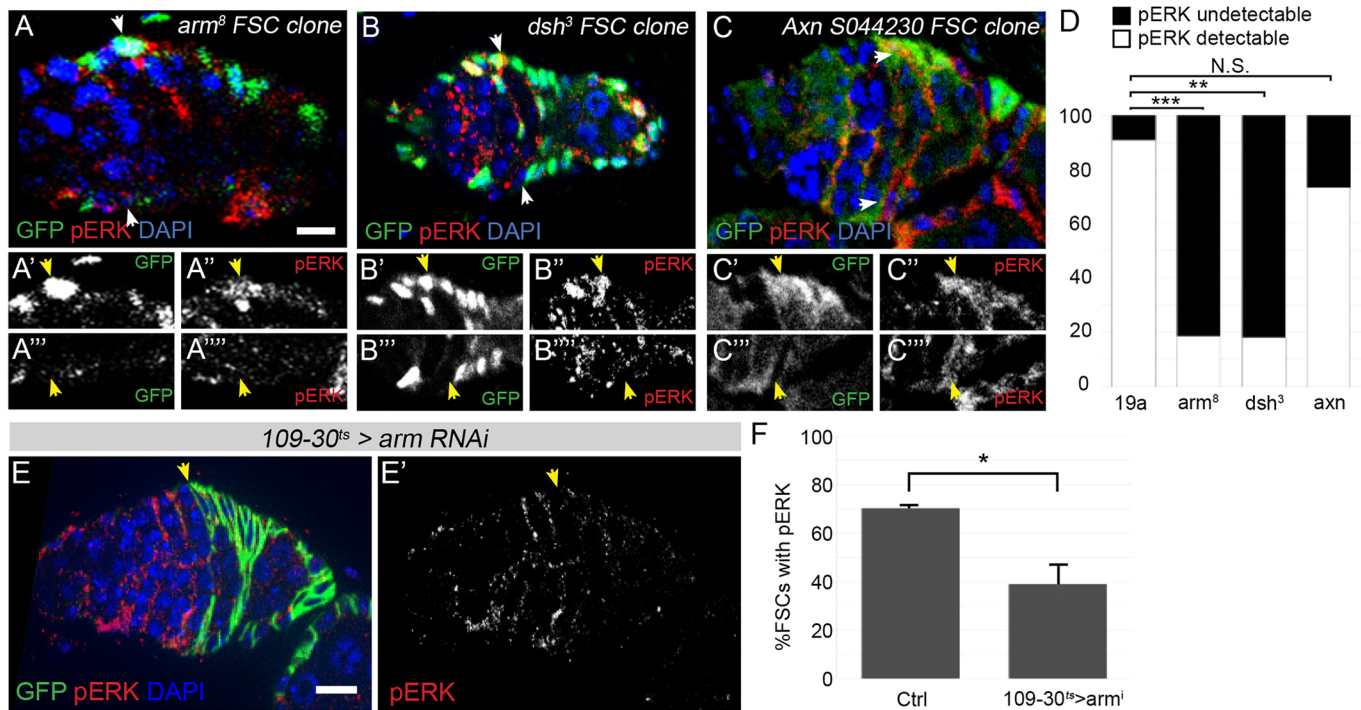 A
arm⁸ FSC clone
GFP pERK DAPI
B
dsh³ FSC clone
GFP pERK DAPI
C
Axn S044230 FSC clone
GFP pERK DAPI
A'
GFP
A''
pERK
B'
GFP
B''
pERK
C'
GFP
C''
pERK
A'''
GFP
A''''
pERK
B'''
GFP
B''''
pERK
C'''
GFP
C''''
pERK
D
pERK undetectable
pERK detectable
N.S.
**
***
100
80
60
40
20
0
19a
arm⁸
dsh³
axn
109-30ᵗˢ > arm RNAi
E
GFP pERK DAPI
E'
pERK
F
%FSCs with pERK
100
80
60
40
20
0
*
Ctrl
109-30ᵗˢ>armⁱ